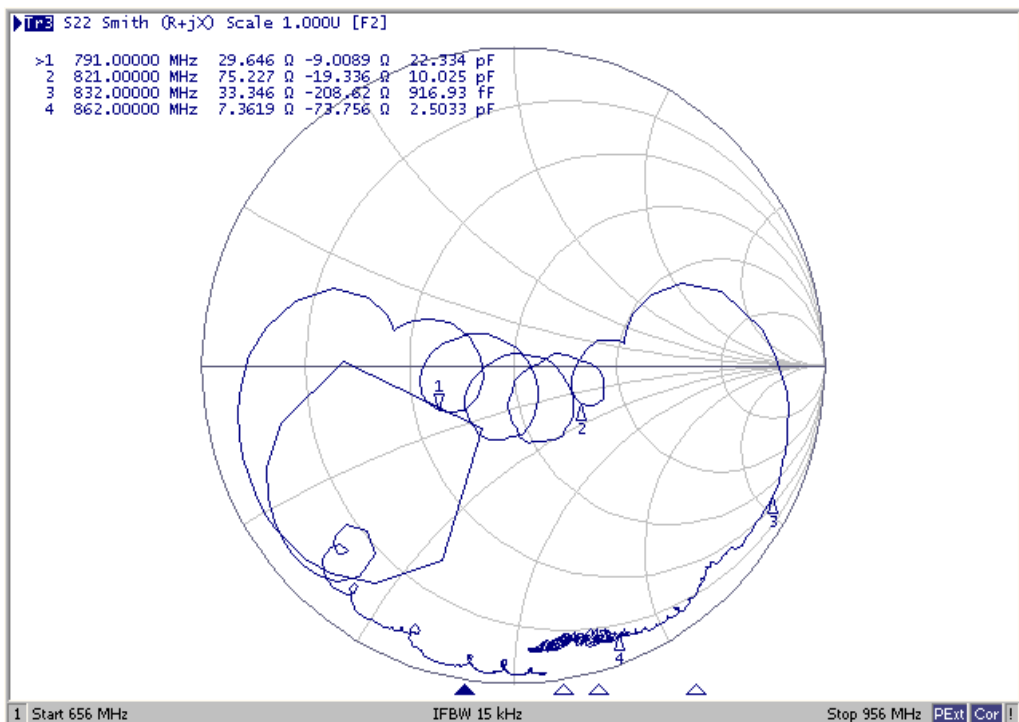 Tr3 S22 Smith (R+jX) Scale 1.000U [F2]
>1 791.00000 MHz 29.646 Ω -9.0089 Ω 22.334 pF
2 821.00000 MHz 75.227 Ω -19.336 Ω 10.025 pF
3 832.00000 MHz 33.346 Ω -208.62 Ω 916.93 fF
4 862.00000 MHz 7.3619 Ω -73.756 Ω 2.5033 pF
1
2
3
4
1 Start 656 MHz IFBW 15 kHz Stop 956 MHz PExt Cor !